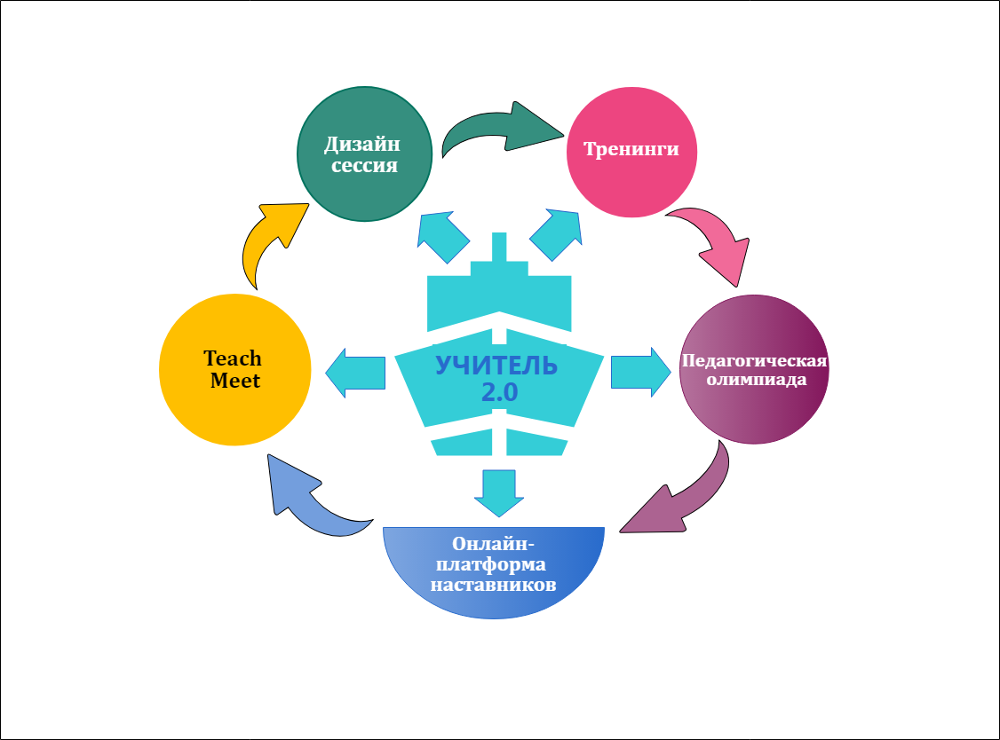 Дизайн
сессия
Тренинги
Teach
Meet
УЧИТЕЛЬ
2.0
Педагогическая
олимпиада
Онлайн-
платформа
наставников